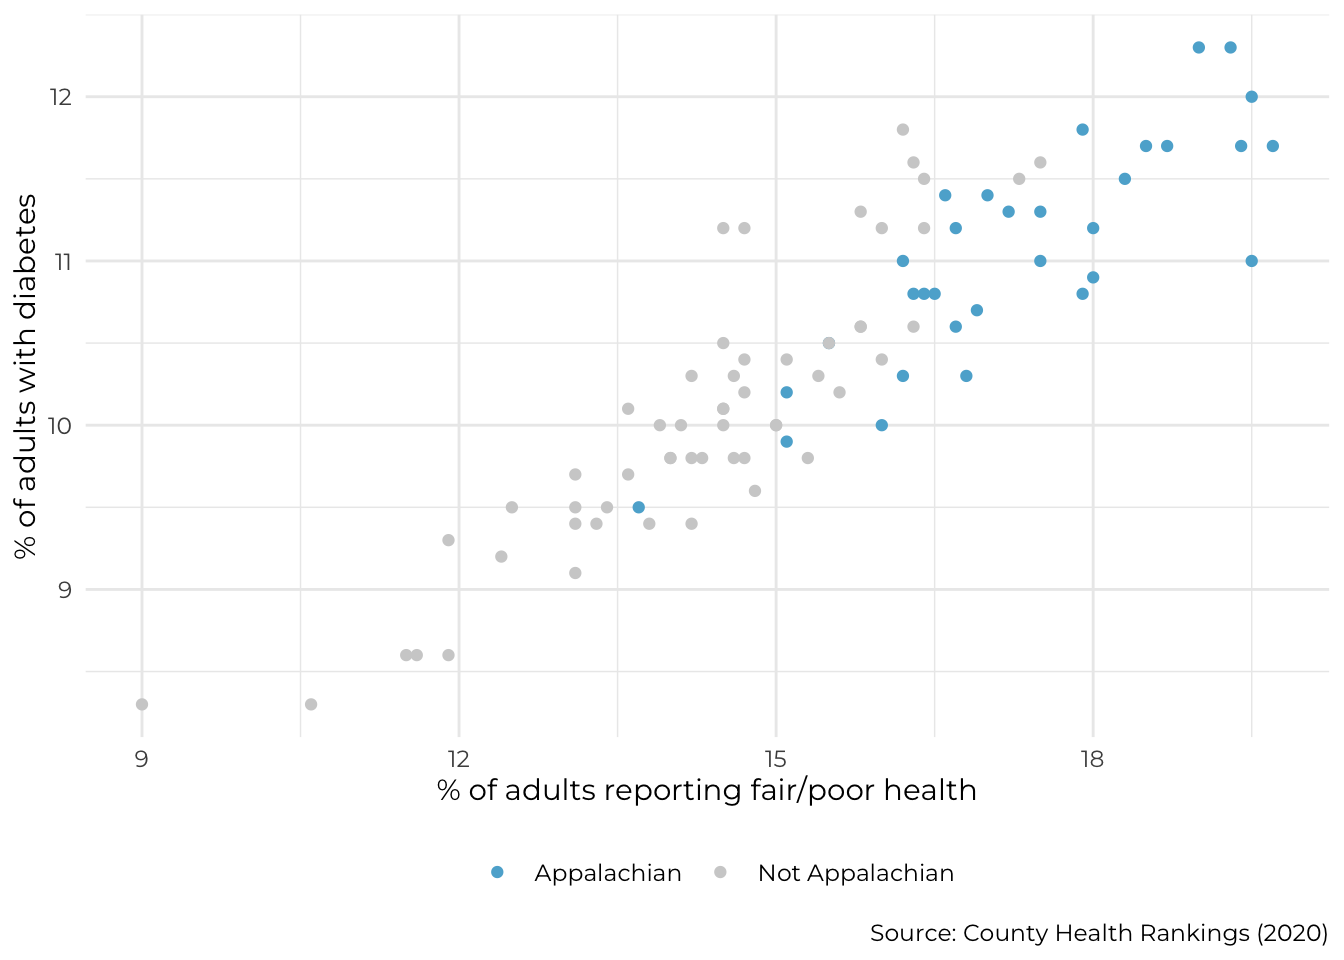 % of adults with diabetes
12
11
10
9
9 12 15 18
% of adults reporting fair/poor health
Appalachian Not Appalachian
Source: County Health Rankings (2020)